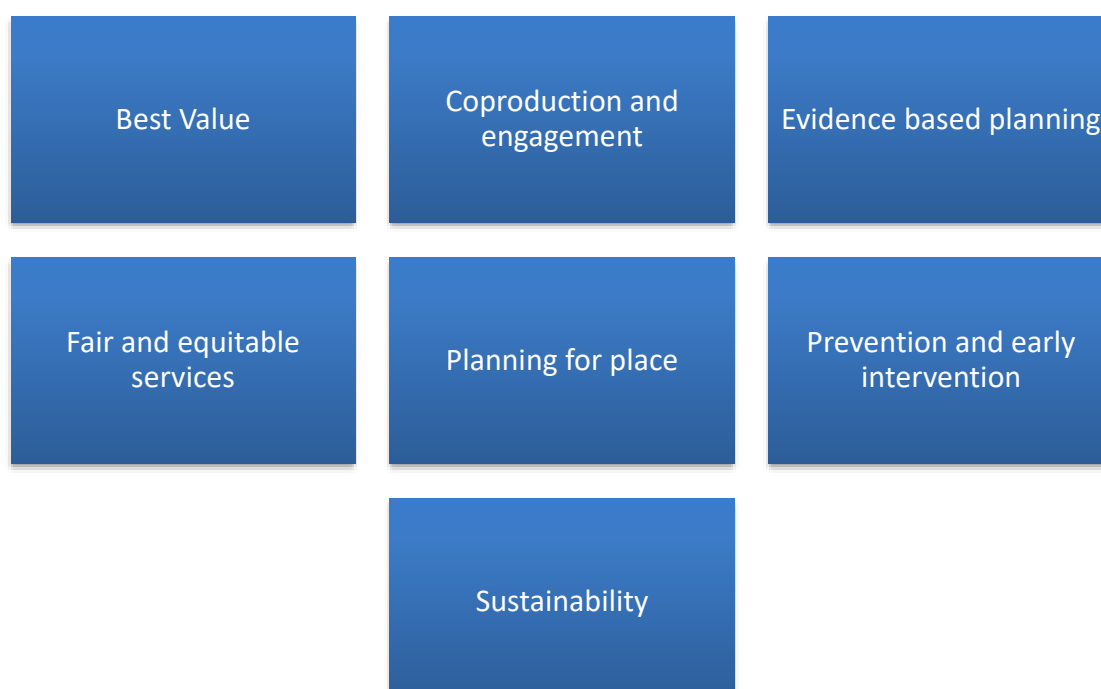 Best Value
Coproduction and
engagement
Evidence based planning
Fair and equitable
services
Planning for place
Prevention and early
intervention
Sustainability